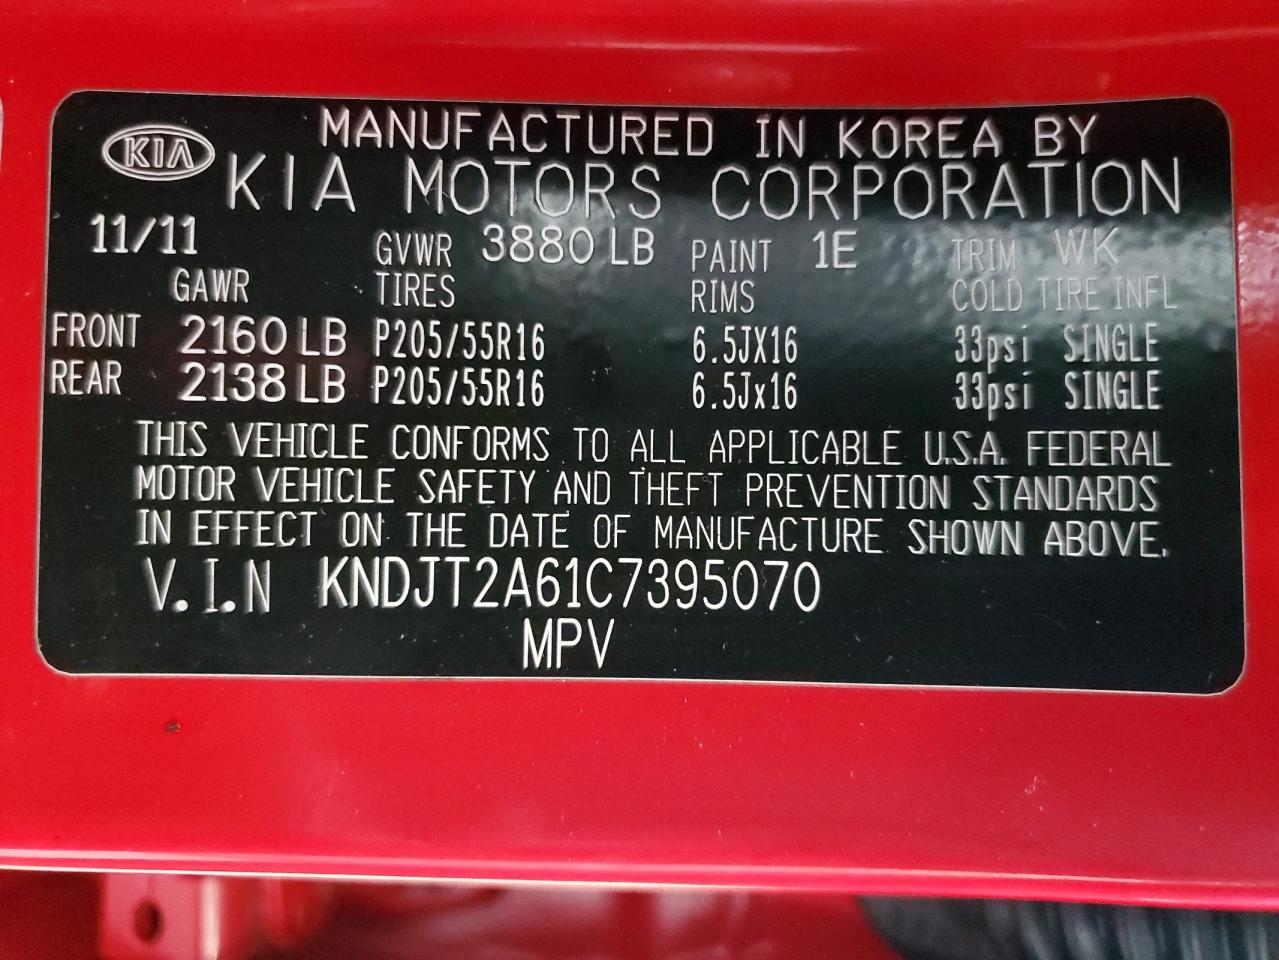 KIA
MANUFACTURED IN KOREA BY
KIA MOTORS CORPORATION
11/11 GVWR 3880 LB PAINT 1E TRIM WK
GAWR TIRES RIMS COLD TIRE INFL
FRONT 2160 LB P205/55R16 6.5JX16 33psi SINGLE
REAR 2138 LB P205/55R16 6.5Jx16 33psi SINGLE
THIS VEHICLE CONFORMS TO ALL APPLICABLE U.S.A. FEDERAL
MOTOR VEHICLE SAFETY AND THEFT PREVENTION STANDARDS
IN EFFECT ON THE DATE OF MANUFACTURE SHOWN ABOVE.
V.I.N KNDJT2A61C7395070
MPV